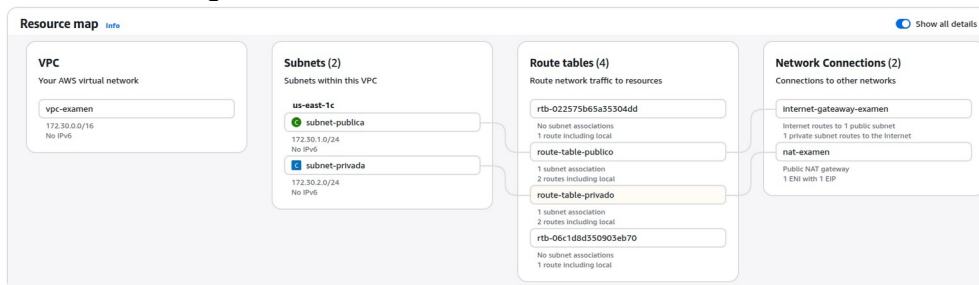 Resource map Info
Show all details
VPC
Your AWS virtual network
vpc-examen
172.30.0.0/16
No IPv6
Subnets (2)
Subnets within this VPC
us-east-1c
C subnet-publica
172.30.1.0/24
No IPv6
C subnet-privada
172.30.2.0/24
No IPv6
Route tables (4)
Route network traffic to resources
rtb-022575b65a35304dd
No subnet associations
1 route including local
route-table-publico
1 subnet association
2 routes including local
route-table-privado
1 subnet association
2 routes including local
rtb-06c1d8d350903eb70
No subnet associations
1 route including local
Network Connections (2)
Connections to other networks
internet-gateaway-examen
Internet routes to 1 public subnet
1 private subnet routes to the Internet
nat-examen
Public NAT gateway
1 ENI with 1 EIP